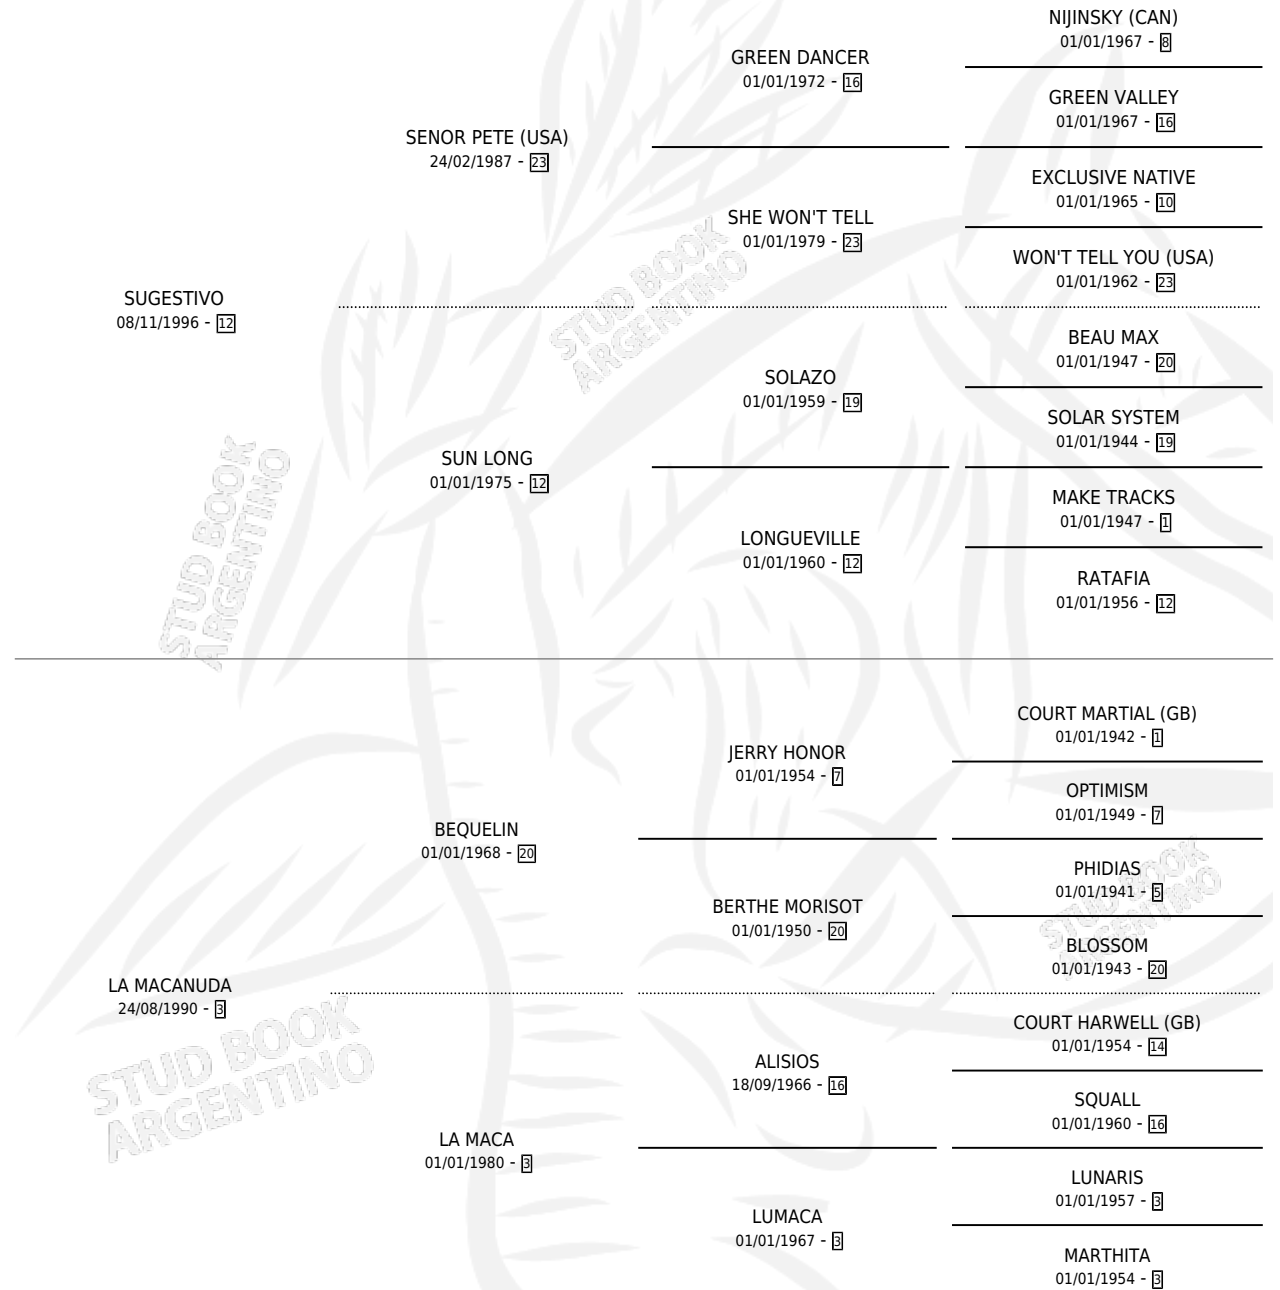 NIJINSKY (CAN)
01/01/1967 - 8
GREEN DANCER
01/01/1972 - 16
GREEN VALLEY
01/01/1967 - 16
SENOR PETE (USA)
24/02/1987 - 23
EXCLUSIVE NATIVE
01/01/1965 - 10
SHE WON'T TELL
01/01/1979 - 23
WON'T TELL YOU (USA)
01/01/1962 - 23
SUGESTIVO
08/11/1996 - 12
BEAU MAX
01/01/1947 - 20
SOLAZO
01/01/1959 - 19
SOLAR SYSTEM
01/01/1944 - 19
SUN LONG
01/01/1975 - 12
MAKE TRACKS
01/01/1947 - 1
LONGUEVILLE
01/01/1960 - 12
RATAFIA
01/01/1956 - 12
STUD BOOK
ARGENTINO
STUD BOOK
ARGENTINO
COURT MARTIAL (GB)
01/01/1942 - 1
JERRY HONOR
01/01/1954 - 7
OPTIMISM
01/01/1949 - 7
BEQUELIN
01/01/1968 - 20
PHIDIAS
01/01/1941 - 5
BERTHE MORISOT
01/01/1950 - 20
BLOSSOM
01/01/1943 - 20
STUD BOOK
ARGENTINO
LA MACANUDA
24/08/1990 - 3
COURT HARWELL (GB)
01/01/1954 - 14
ALISIOS
18/09/1966 - 16
SQUALL
01/01/1960 - 16
STUD BOOK
ARGENTINO
LA MACA
01/01/1980 - 3
LUNARIS
01/01/1957 - 3
LUMACA
01/01/1967 - 3
MARTHITA
01/01/1954 - 3